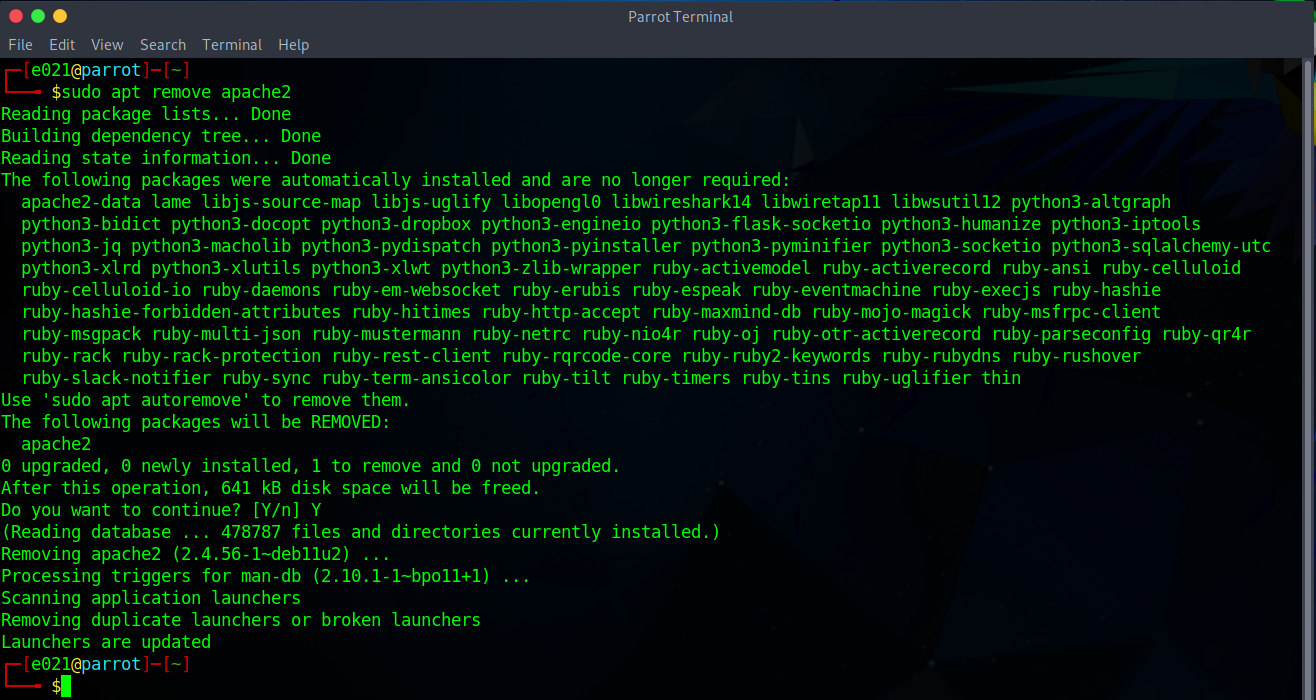 Parrot Terminal
File Edit View Search Terminal Help
┌─[e021@parrot]─[~]
└──╼ $sudo apt remove apache2
Reading package lists... Done
Building dependency tree... Done
Reading state information... Done
The following packages were automatically installed and are no longer required:
  apache2-data lame libjs-source-map libjs-uglify libopengl0 libwireshark14 libwiretap11 libwsutil12 python3-altgraph
  python3-bidict python3-docopt python3-dropbox python3-engineio python3-flask-socketio python3-humanize python3-iptools
  python3-jq python3-macholib python3-pydispatch python3-pyinstaller python3-pyminifier python3-socketio python3-sqlalchemy-utc
  python3-xlrd python3-xlutils python3-xlwt python3-zlib-wrapper ruby-activemodel ruby-activerecord ruby-ansi ruby-celluloid
  ruby-celluloid-io ruby-daemons ruby-em-websocket ruby-erubis ruby-espeak ruby-eventmachine ruby-execjs ruby-hashie
  ruby-hashie-forbidden-attributes ruby-hitimes ruby-http-accept ruby-maxmind-db ruby-mojo-magick ruby-msfrpc-client
  ruby-msgpack ruby-multi-json ruby-mustermann ruby-netrc ruby-nio4r ruby-oj ruby-otr-activerecord ruby-parseconfig ruby-qr4r
  ruby-rack ruby-rack-protection ruby-rest-client ruby-rqrcode-core ruby-ruby2-keywords ruby-rubydns ruby-rushover
  ruby-slack-notifier ruby-sync ruby-term-ansicolor ruby-tilt ruby-timers ruby-tins ruby-uglifier thin
Use 'sudo apt autoremove' to remove them.
The following packages will be REMOVED:
  apache2
0 upgraded, 0 newly installed, 1 to remove and 0 not upgraded.
After this operation, 641 kB disk space will be freed.
Do you want to continue? [Y/n] Y
(Reading database ... 478787 files and directories currently installed.)
Removing apache2 (2.4.56-1~deb11u2) ...
Processing triggers for man-db (2.10.1-1~bpo11+1) ...
Scanning application launchers
Removing duplicate launchers or broken launchers
Launchers are updated
┌─[e021@parrot]─[~]
└──╼ $